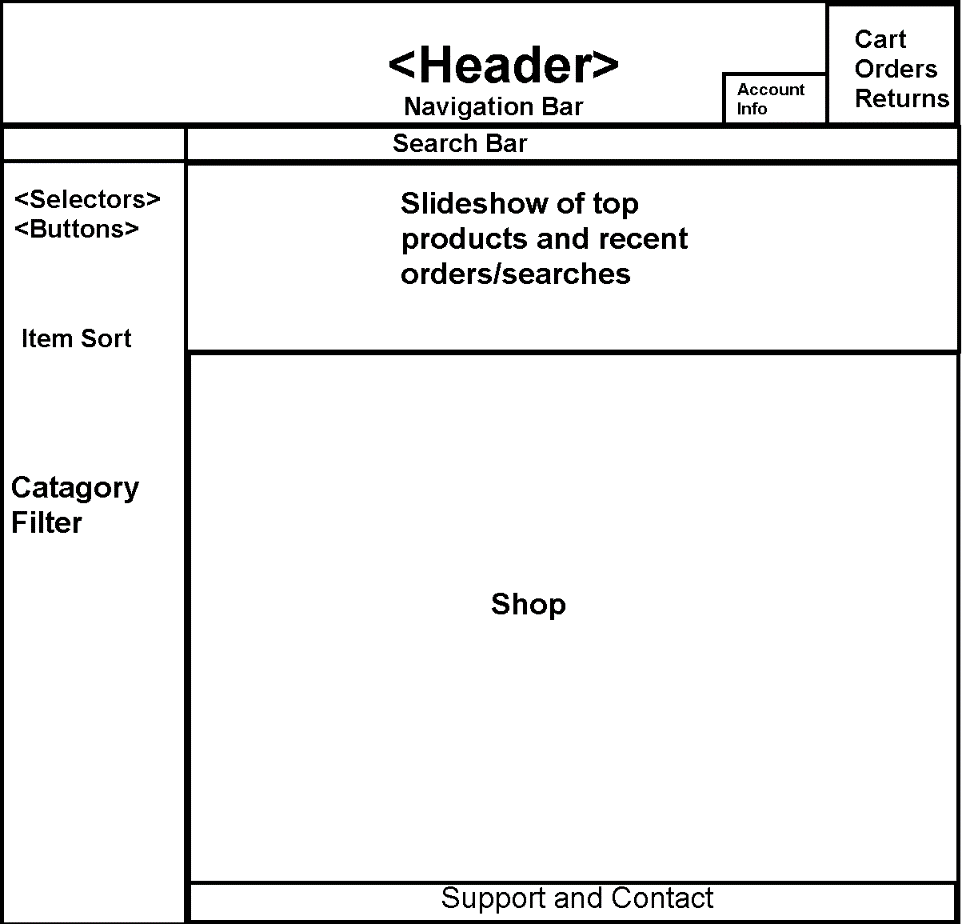 <Header>
Navigation Bar
Account
Info
Cart
Orders
Returns
Search Bar
<Selectors>
<Buttons>
Item Sort
Catagory
Filter
Slideshow of top
products and recent
orders/searches
Shop
Support and Contact